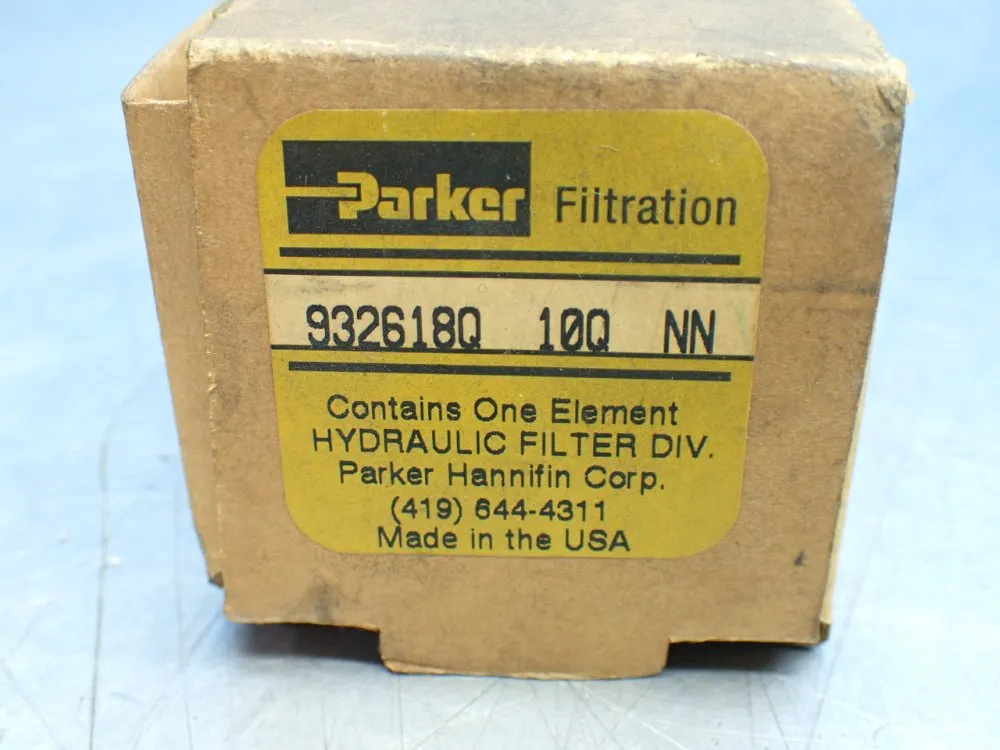 Parker Filtration
932618Q 10Q NN
Contains One Element
HYDRAULIC FILTER DIV.
Parker Hannifin Corp.
(419) 644-4311
Made in the USA